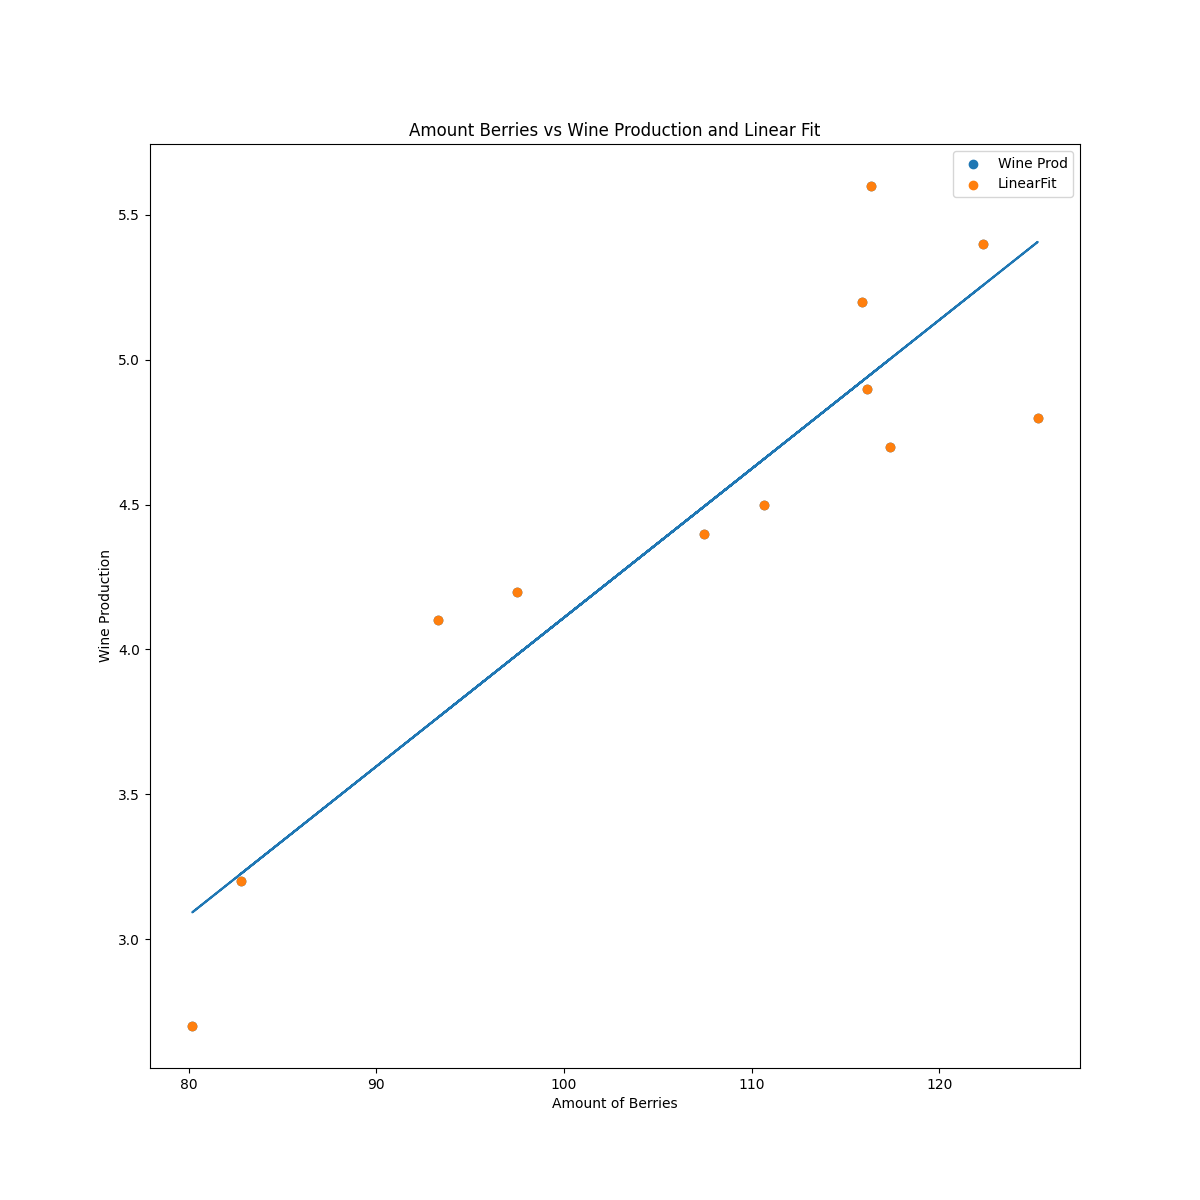 Amount Berries vs Wine Production and Linear Fit
Wine Prod
LinearFit
5.5
5.0
4.5
4.0
3.5
3.0
Wine Production
80 90 100 110 120
Amount of Berries